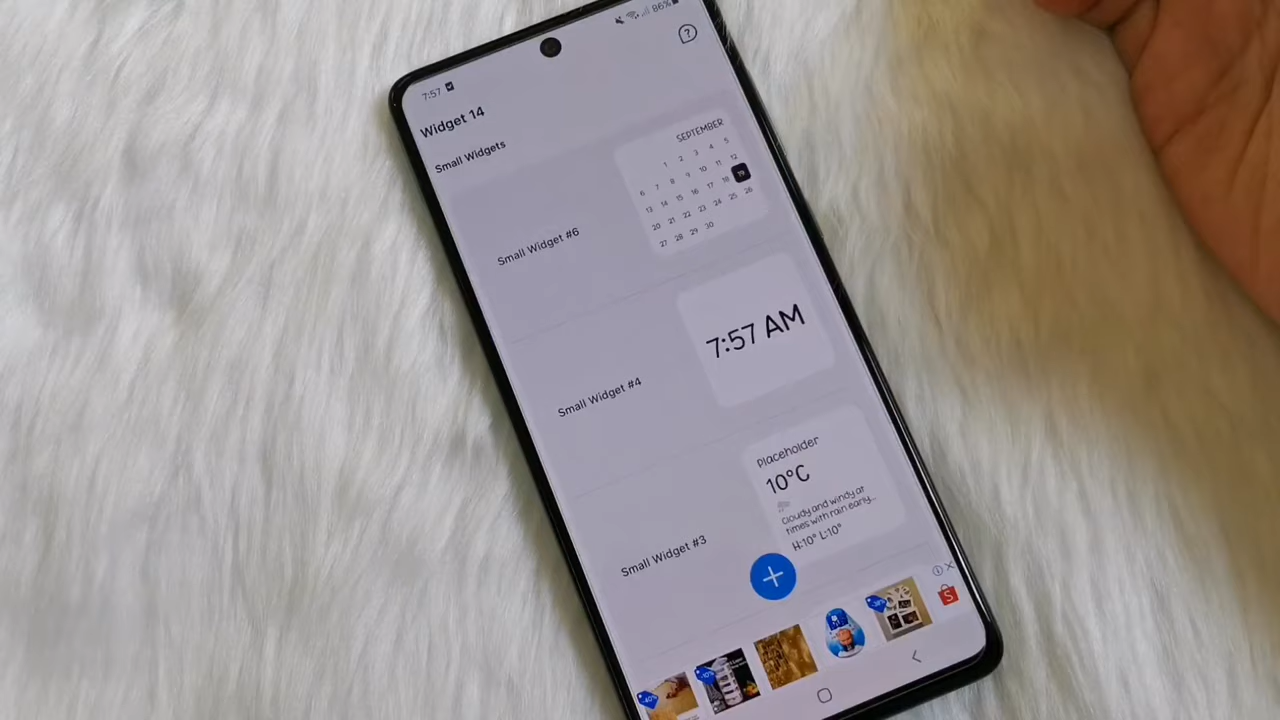 86%
7:57
Widget 14
Small Widgets
SEPTEMBER
1 2 3 4 5
6 7 8 9 10 11 12
13 14 15 16 17 18 19
20 21 22 23 24 25 26
27 28 29 30
Small Widget #6
7:57 AM
Small Widget #4
Placeholder
10°C
Cloudy and windy at
times with rain early...
H:10° L:10°
Small Widget #3
-40%
-10%